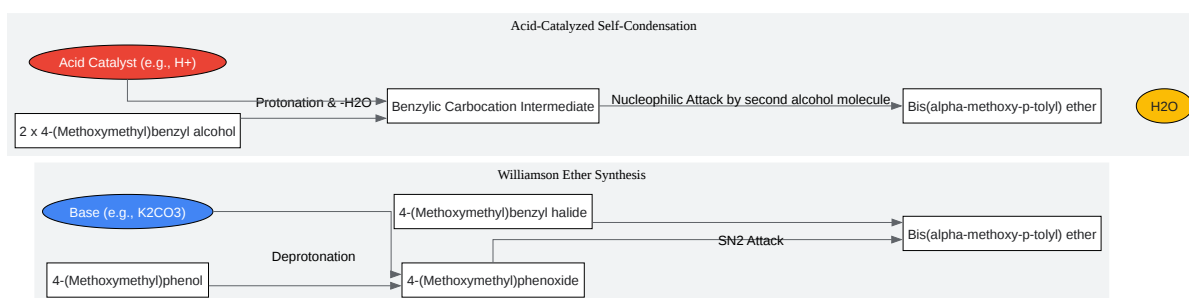 Acid-Catalyzed Self-Condensation
Acid Catalyst (e.g., H+)
Protonation & -H2O
2 x 4-(Methoxymethyl)benzyl alcohol
Benzylic Carbocation Intermediate
Nucleophilic Attack by second alcohol molecule
Bis(alpha-methoxy-p-tolyl) ether
H2O
Williamson Ether Synthesis
Base (e.g., K2CO3)
4-(Methoxymethyl)benzyl halide
Deprotonation
4-(Methoxymethyl)phenol
4-(Methoxymethyl)phenoxide
SN2 Attack
Bis(alpha-methoxy-p-tolyl) ether